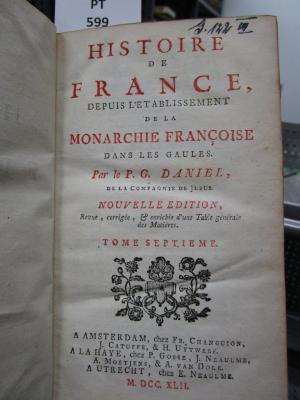 PT
599
HISTOIRE
DE
FRANCE,
DEPUIS L'ETABLISSEMENT
DE LA
MONARCHIE FRANÇOISE
DANS LES GAULES.
Par le P. G. DANIEL,
DE LA COMPAGNIE DE JESUS.
NOUVELLE EDITION,
Revue, corrigée, & enrichie d'une Table générale
des Matieres.
TOME SEPTIEME.
A AMSTERDAM, chez FR. CHANGUION,
J. CATUFFE, & H. UYTWERF.
A LA HAYE, chez P. GOSSE, J. NEAULME,
A. MOETJENS, & A. VAN DOLE.
A UTRECHT, chez E. NEAULME.
M. DCC. XLII.